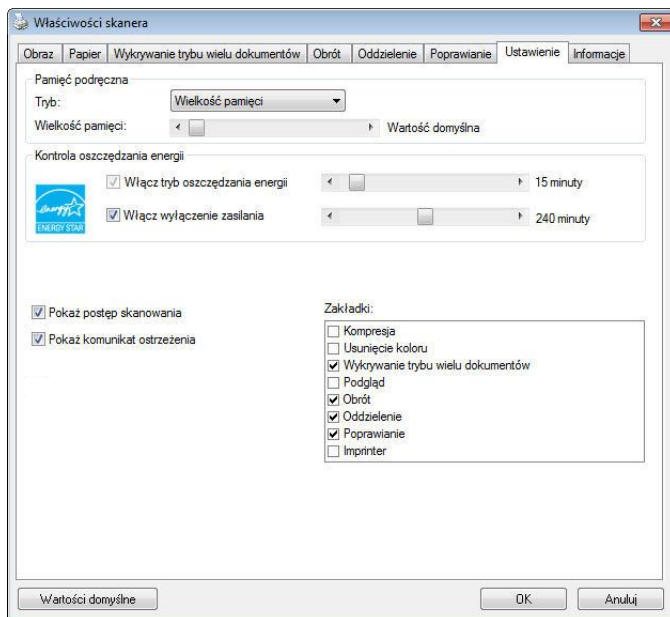 Właściwości skanera
Obraz Papier Wykrywanie trybu wielu dokumentów Obrót Oddzielenie Poprawianie Ustawienie Informacje
Pamięć podręczna
Tryb: Wielkość pamięci
Wielkość pamięci: Wartość domyślna
Kontrola oszczędzania energii
Włącz tryb oszczędzania energii 15 minuty
Włącz wyłączenie zasilania 240 minuty
energy
ENERGY STAR
Pokaż postęp skanowania
Pokaż komunikat ostrzeżenia
Zakładki:
Kompresja
Usunięcie koloru
Wykrywanie trybu wielu dokumentów
Podgląd
Obrót
Oddzielenie
Poprawianie
Imprinter
Wartości domyślne OK Anuluj